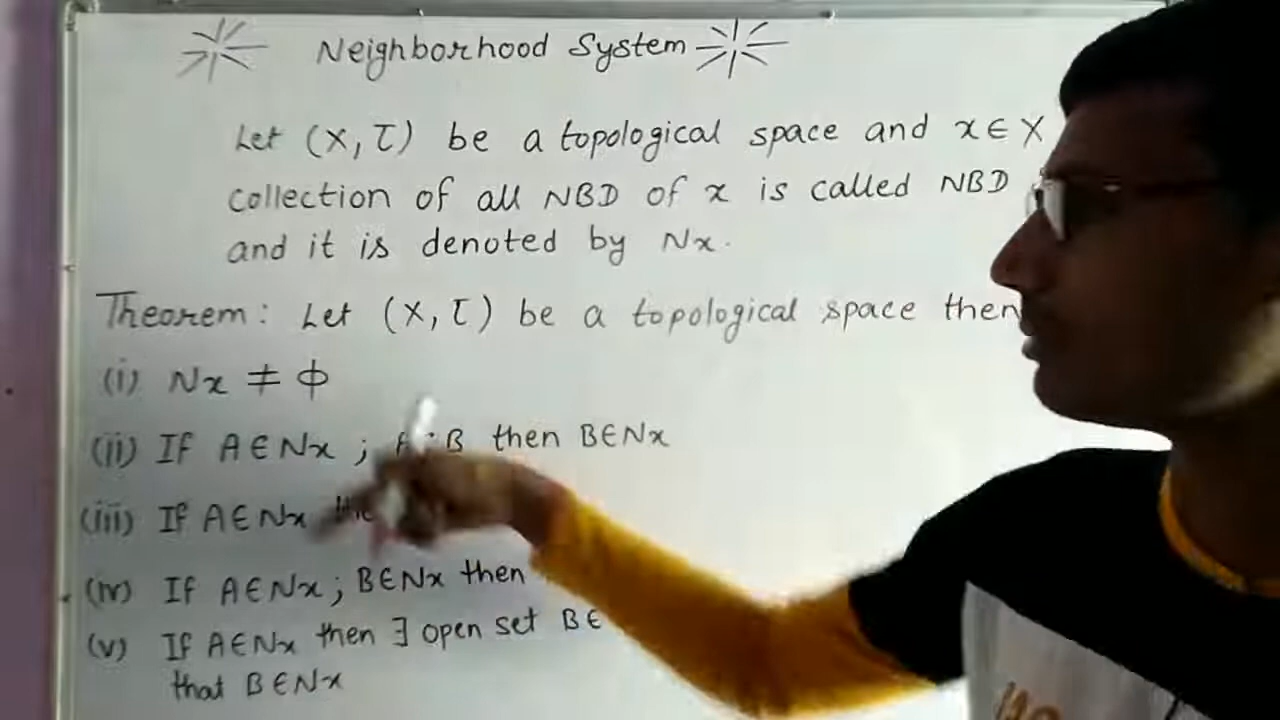 Neighborhood System
Let (X, τ) be a topological space and x ∈ X
collection of all NBD of x is called NBD
and it is denoted by Nx.
Theorem: Let (X, τ) be a topological space then
(i) Nx ≠ ϕ
(ii) If A ∈ Nx ; B then B ∈ Nx
(iii) If A ∈ Nx
(iv) If A ∈ Nx ; B ∈ Nx then
(v) If A ∈ Nx then ∃ open set B ∈
that B ∈ Nx